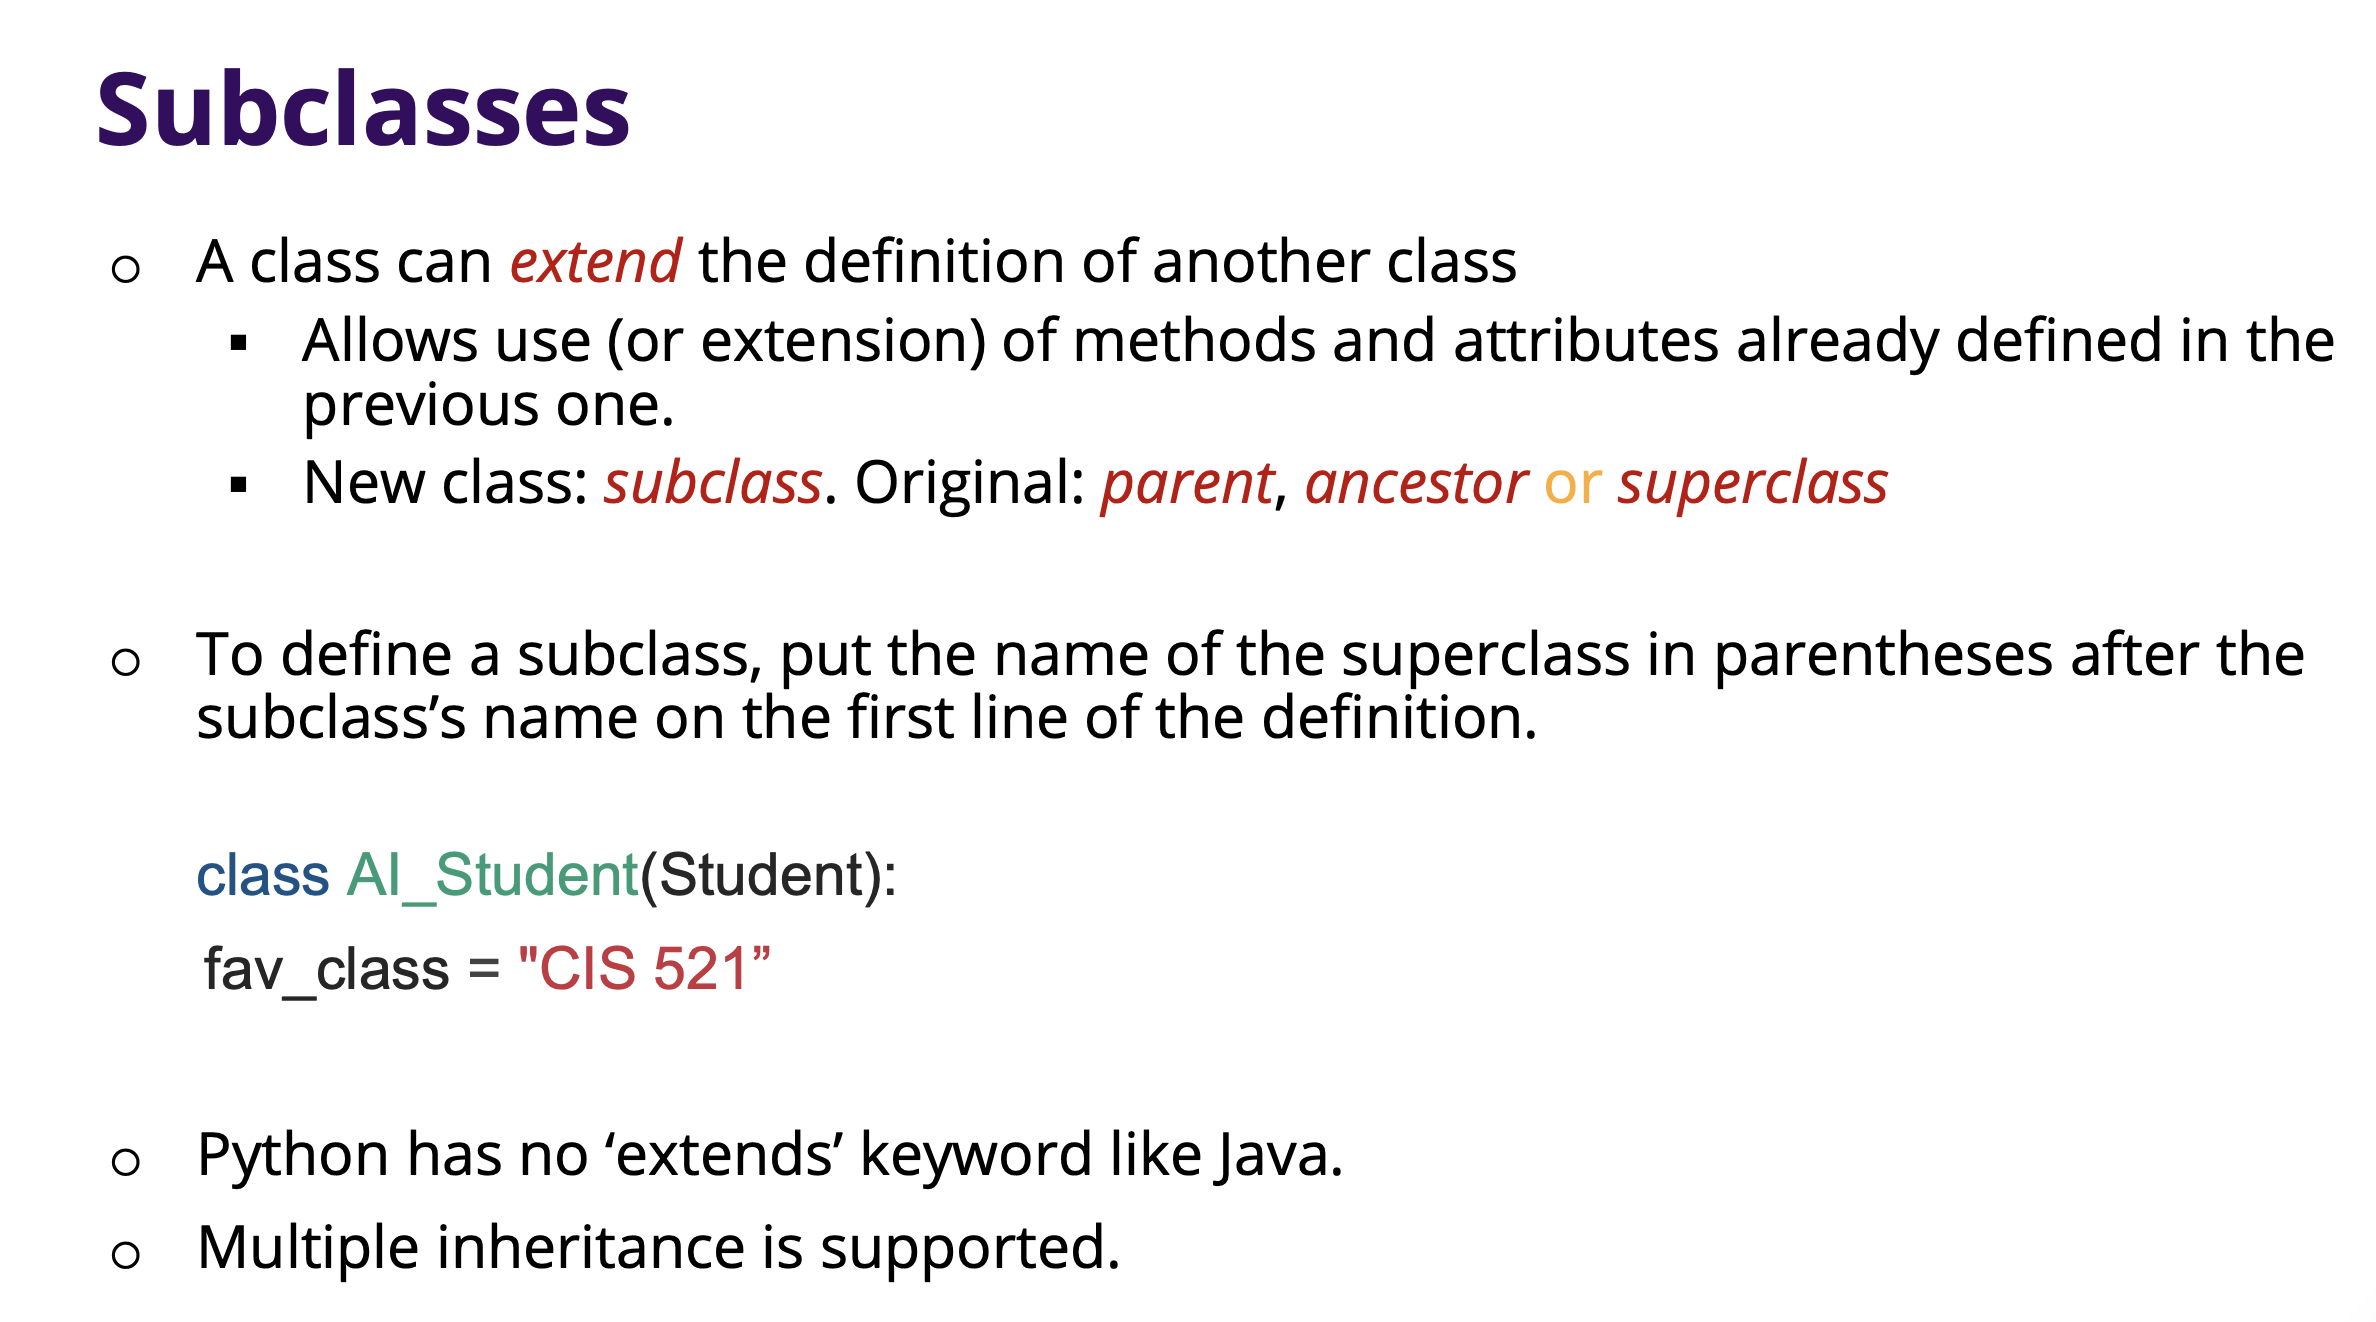 Subclasses
○ A class can extend the definition of another class
▪ Allows use (or extension) of methods and attributes already defined in the
previous one.
▪ New class: subclass. Original: parent, ancestor or superclass
○ To define a subclass, put the name of the superclass in parentheses after the
subclass’s name on the first line of the definition.
class AI_Student(Student):
fav_class = "CIS 521”
○ Python has no ‘extends’ keyword like Java.
○ Multiple inheritance is supported.